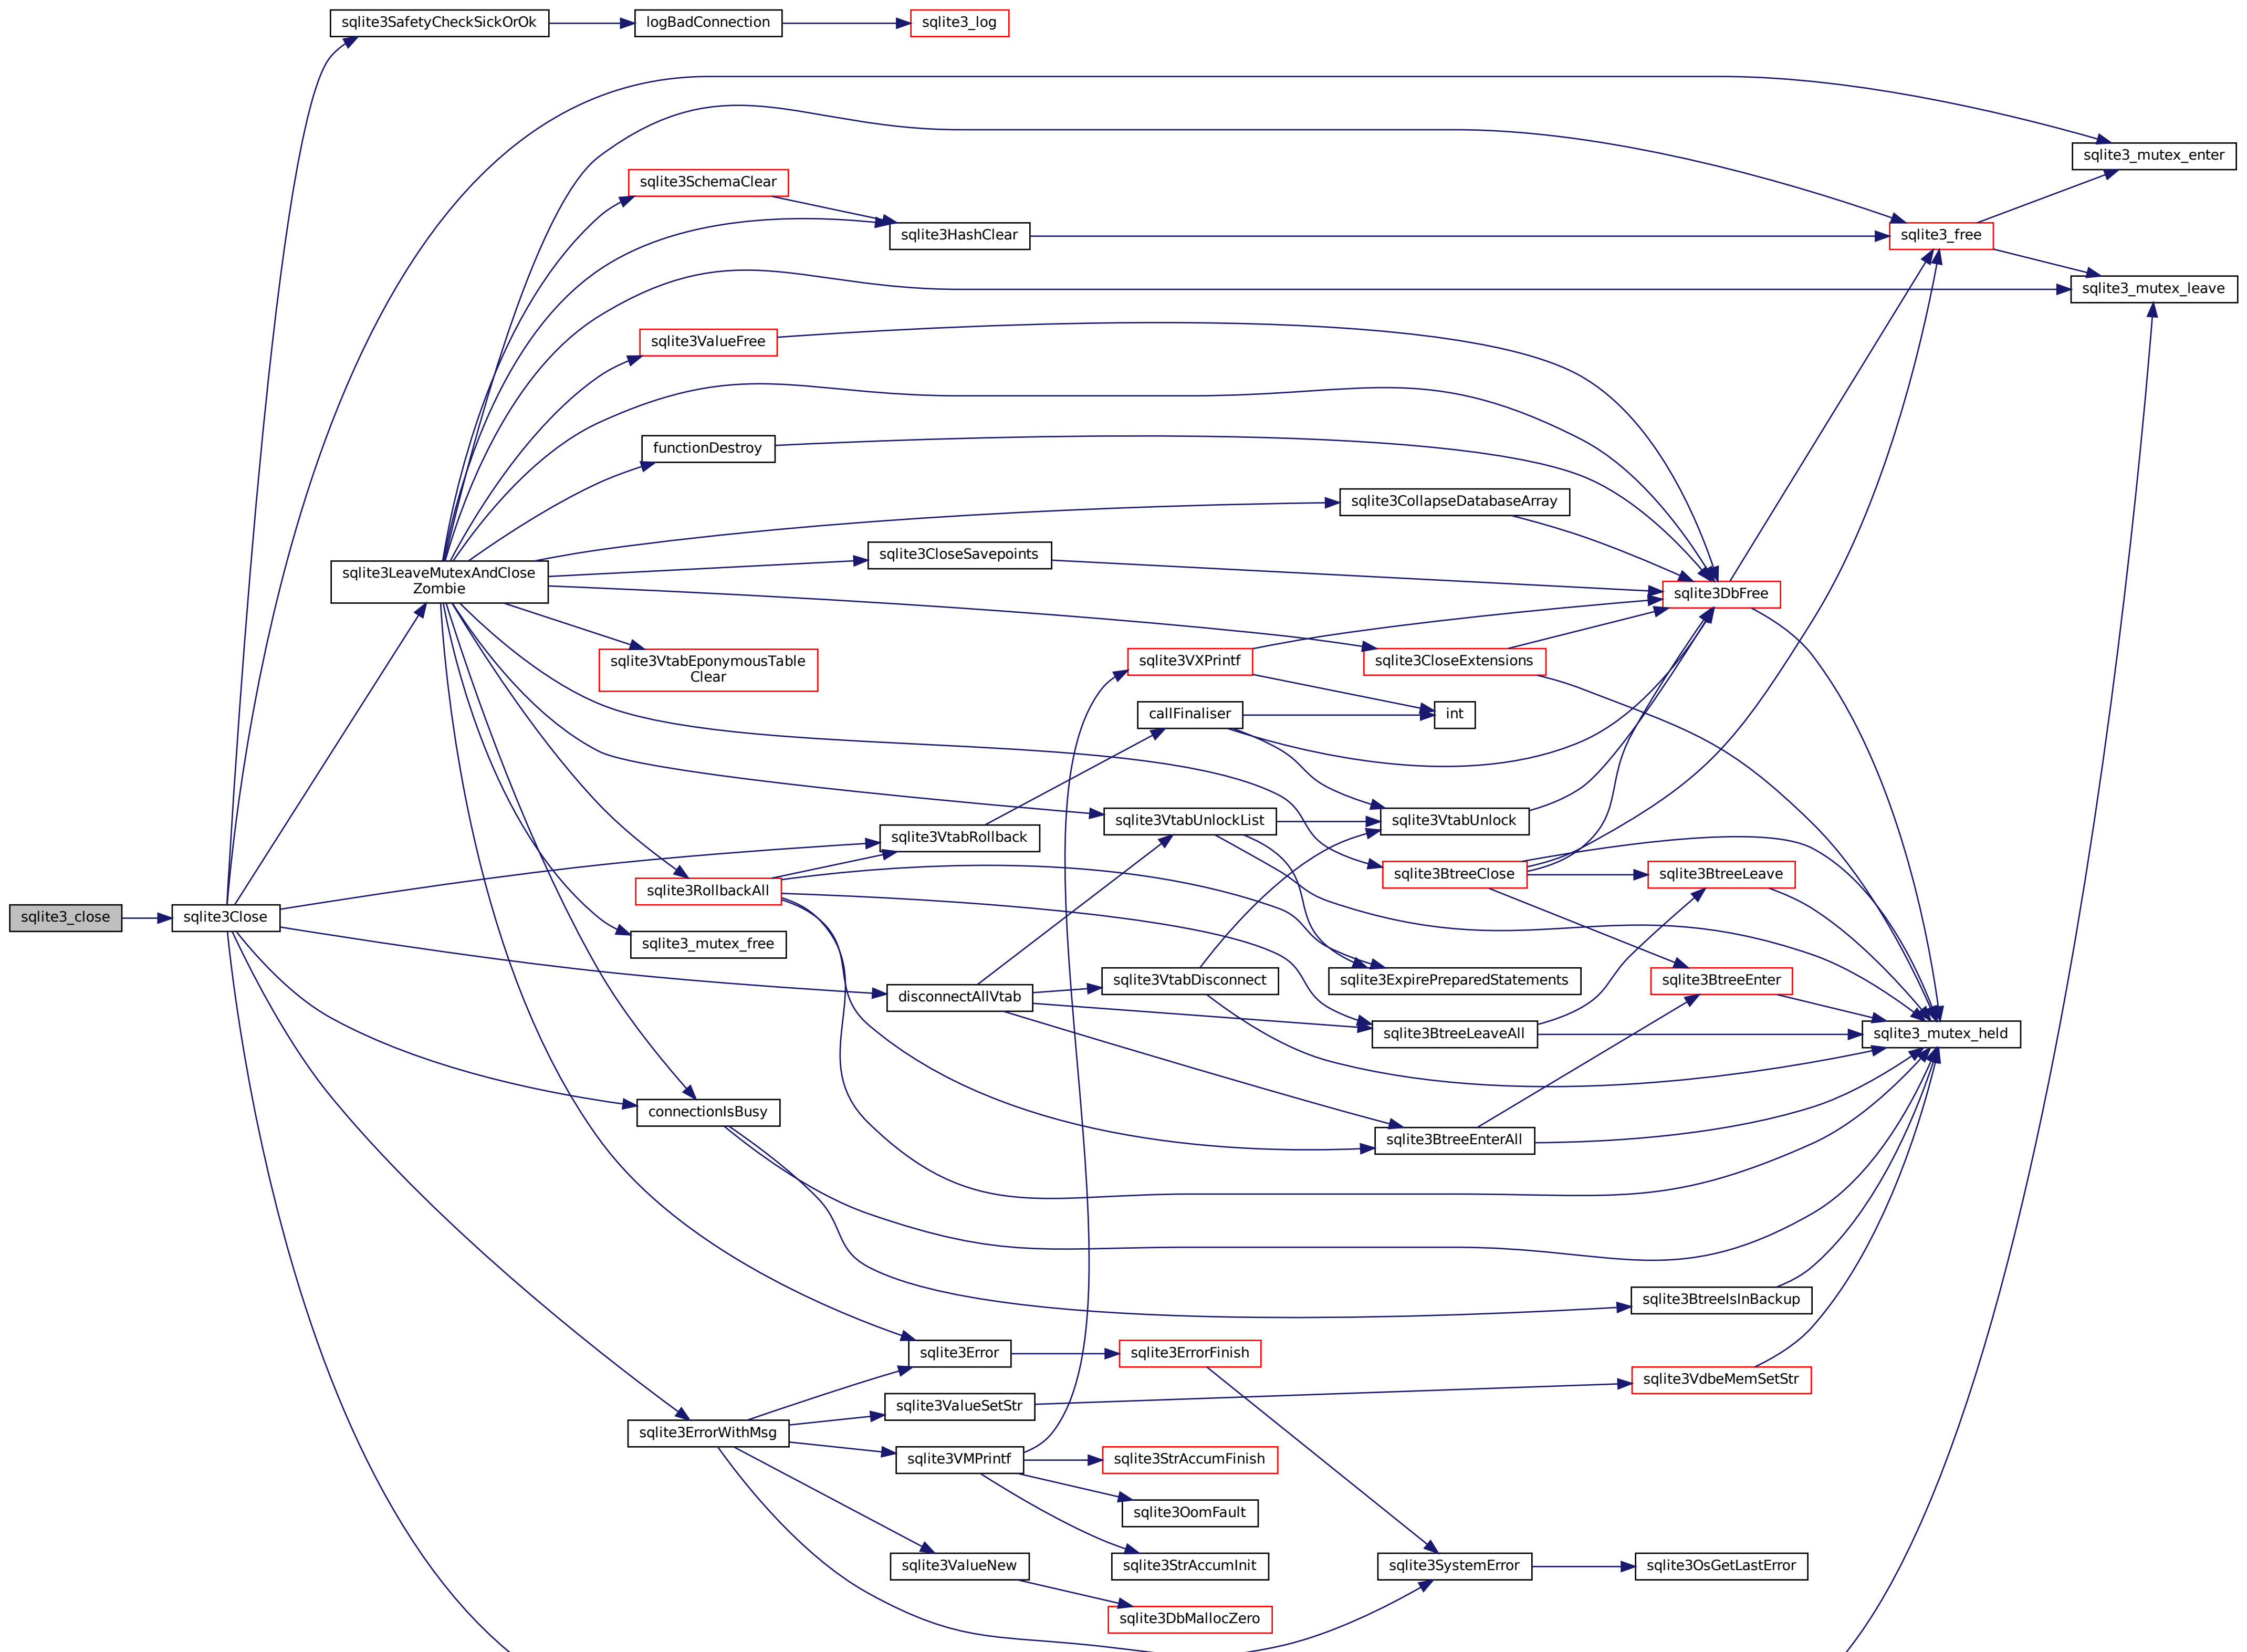 sqlite3SafetyCheckSickOrOk
logBadConnection
sqlite3_log
sqlite3_mutex_enter
sqlite3SchemaClear
sqlite3HashClear
sqlite3_free
sqlite3_mutex_leave
sqlite3ValueFree
functionDestroy
sqlite3CollapseDatabaseArray
sqlite3CloseSavepoints
sqlite3LeaveMutexAndClose
Zombie
sqlite3DbFree
sqlite3VtabEponymousTable
Clear
sqlite3VXPrintf
sqlite3CloseExtensions
callFinaliser
int
sqlite3VtabUnlockList
sqlite3VtabUnlock
sqlite3VtabRollback
sqlite3BtreeClose
sqlite3BtreeLeave
sqlite3RollbackAll
sqlite3_close
sqlite3Close
sqlite3_mutex_free
sqlite3VtabDisconnect
sqlite3ExpirePreparedStatements
sqlite3BtreeEnter
disconnectAllVtab
sqlite3BtreeLeaveAll
sqlite3_mutex_held
connectionIsBusy
sqlite3BtreeEnterAll
sqlite3BtreeIsInBackup
sqlite3Error
sqlite3ErrorFinish
sqlite3VdbeMemSetStr
sqlite3ValueSetStr
sqlite3ErrorWithMsg
sqlite3VMPrintf
sqlite3StrAccumFinish
sqlite3OomFault
sqlite3ValueNew
sqlite3StrAccumInit
sqlite3SystemError
sqlite3OsGetLastError
sqlite3DbMallocZero